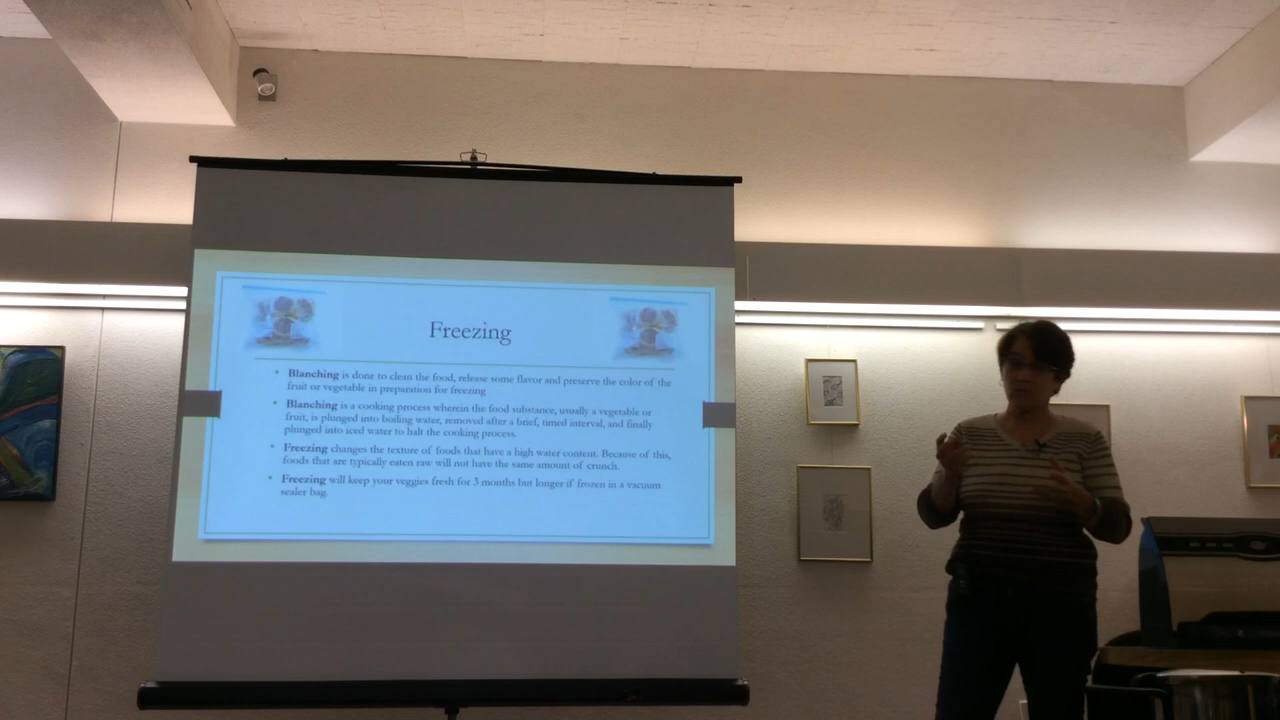 Freezing
• Blanching is done to clean the food, release some flavor and preserve the color of the
fruit or vegetable in preparation for freezing
• Blanching is a cooking process wherein the food substance, usually a vegetable or
fruit, is plunged into boiling water, removed after a brief, timed interval, and finally
plunged into iced water to halt the cooking process.
• Freezing changes the texture of foods that have a high water content. Because of this,
foods that are typically eaten raw will not have the same amount of crunch.
• Freezing will keep your veggies fresh for 3 months but longer if frozen in a vacuum
sealer bag.